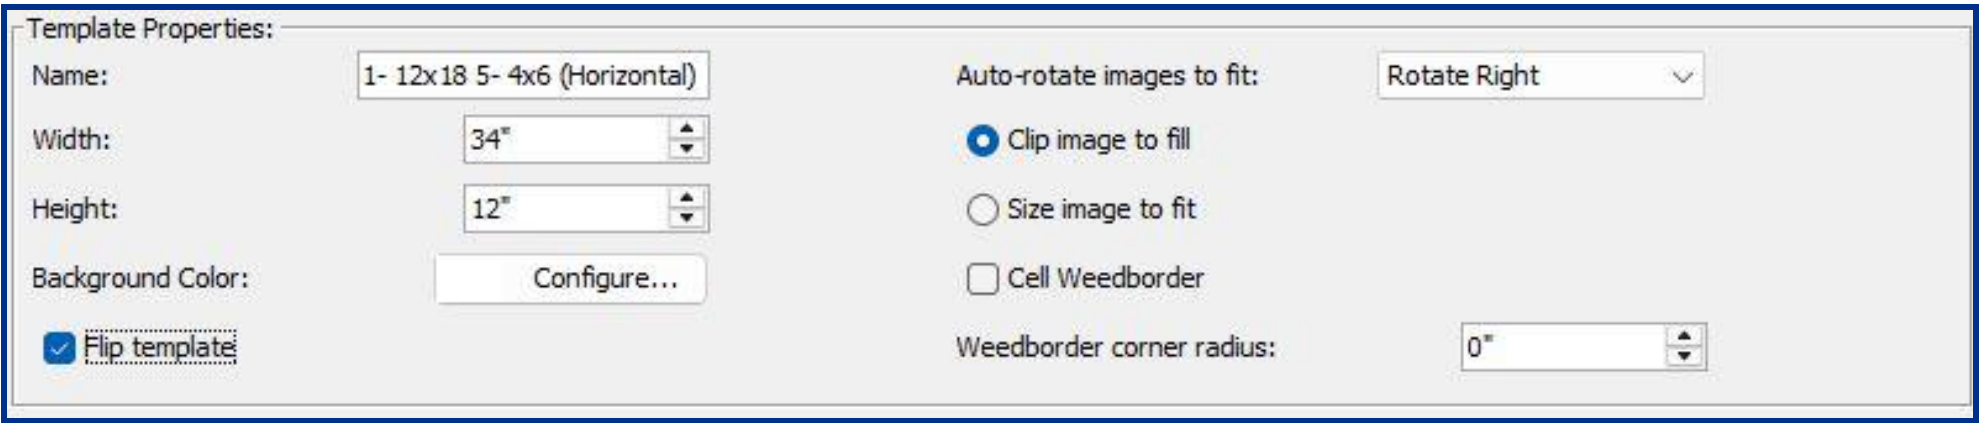 Template Properties:
Name: 1- 12x18 5- 4x6 (Horizontal)
Width: 34"
Height: 12"
Background Color: Configure...
Flip template
Auto-rotate images to fit: Rotate Right
Clip image to fill
Size image to fit
Cell Weedborder
Weedborder corner radius: 0"